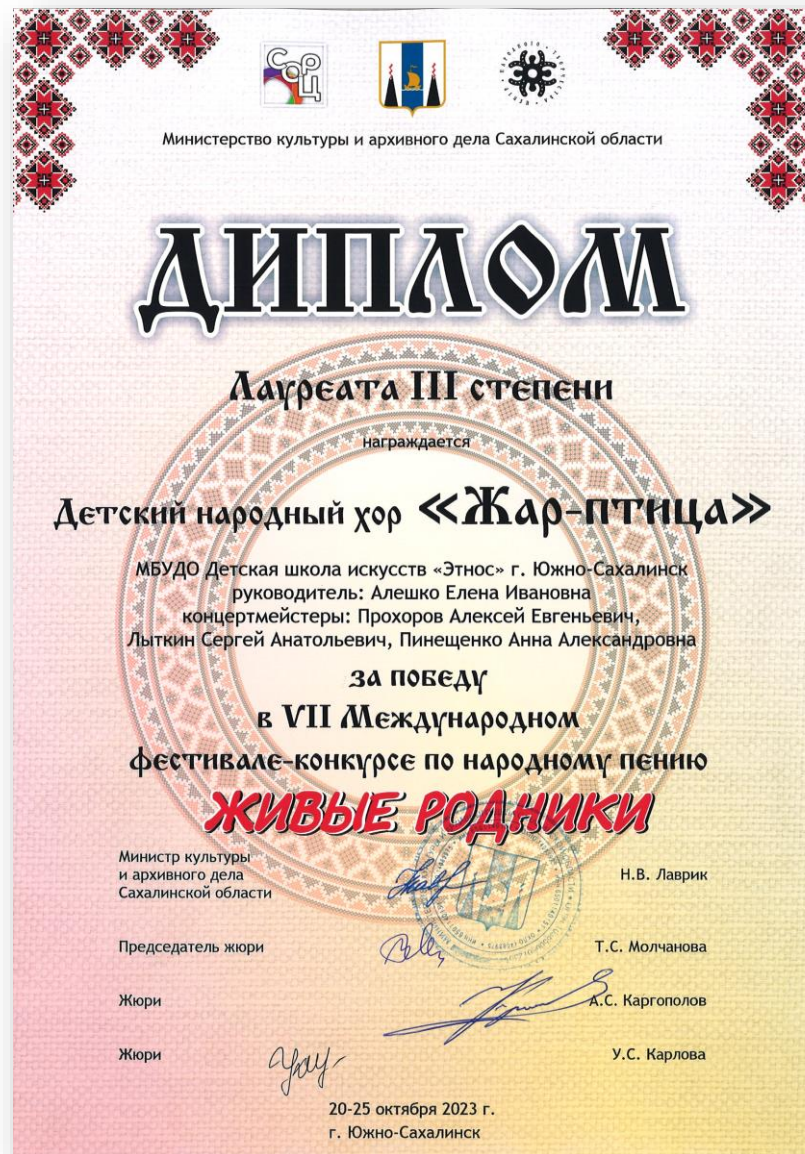 СОРЦ
Министерство культуры и архивного дела Сахалинской области
ДИПЛОМ
Лауреата III степени
награждается
Детский народный хор «Жар-птица»
МБУДО Детская школа искусств «Этнос» г. Южно-Сахалинск
руководитель: Алешко Елена Ивановна
концертмейстеры: Прохоров Алексей Евгеньевич,
Лыткин Сергей Анатольевич, Пинещенко Анна Александровна
за победу
в VII Международном
фестивале-конкурсе по народному пению
ЖИВЫЕ РОДНИКИ
Министр культуры
и архивного дела
Сахалинской области
Н.В. Лаврик
Председатель жюри
Т.С. Молчанова
Жюри
А.С. Каргополов
Жюри
У.С. Карлова
20-25 октября 2023 г.
г. Южно-Сахалинск